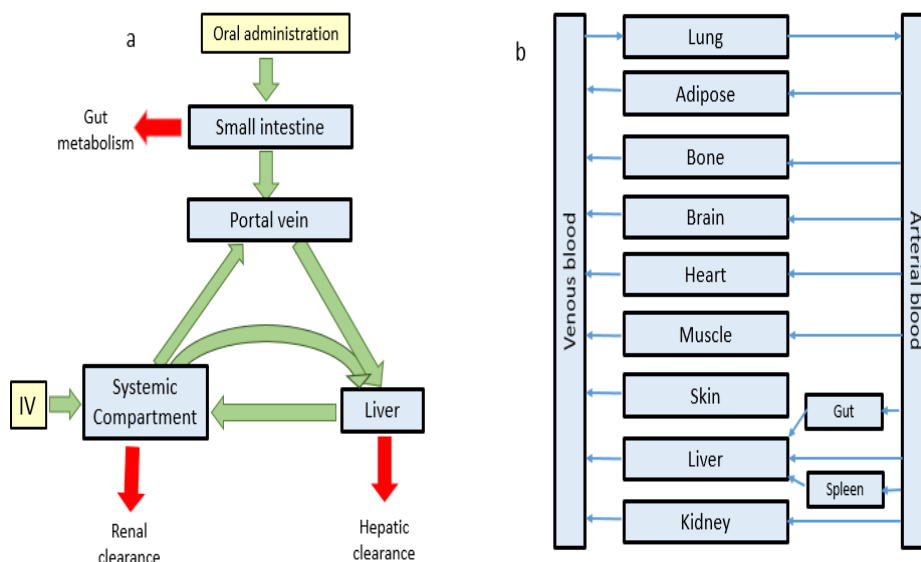 a
Oral administration
Gut
metabolism
Small intestine
Portal vein
IV
Systemic
Compartment
Liver
Renal
clearance
Hepatic
clearance
b
Venous blood
Lung
Adipose
Bone
Brain
Heart
Muscle
Skin
Gut
Liver
Spleen
Kidney
Arterial blood